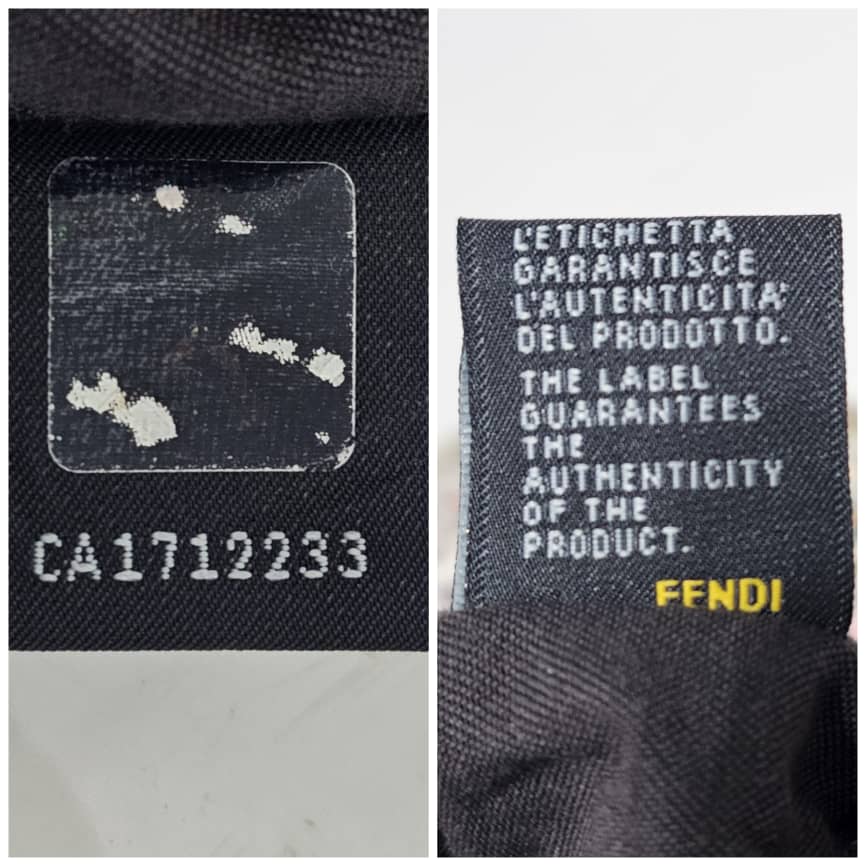 CA1712233
L'ETICHETTA
GARANTISCE
L'AUTENTICITA'
DEL PRODOTTO.
THE LABEL
GUARANTEES
THE
AUTHENTICITY
OF THE
PRODUCT.
FENDI